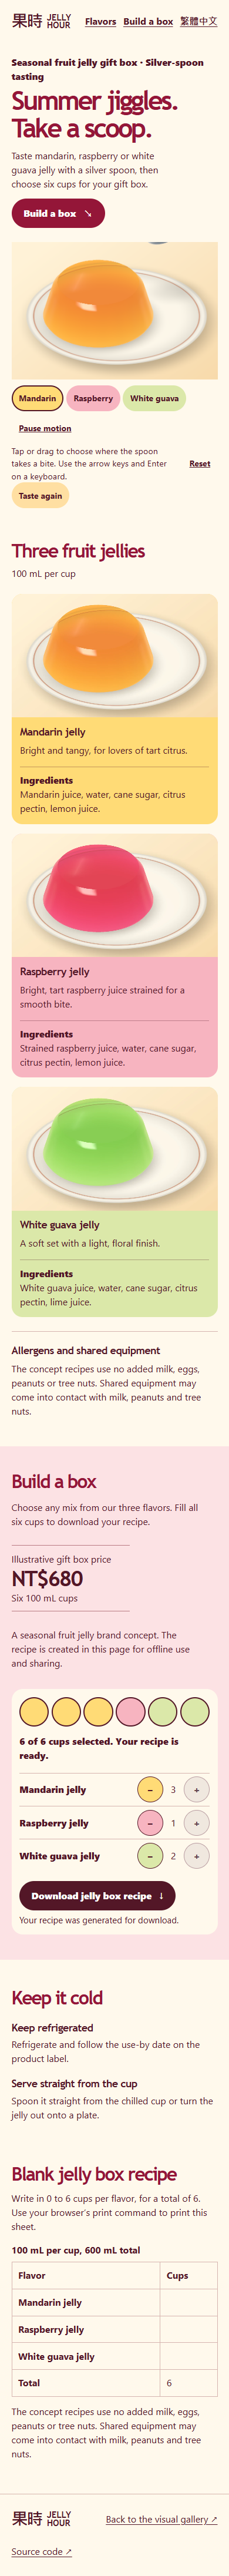 果時 JELLY HOUR Flavors Build a box 繁體中文
Seasonal fruit jelly gift box · Silver-spoon
tasting
Summer jiggles.
Take a scoop.
Taste mandarin, raspberry or white
guava jelly with a silver spoon, then
choose six cups for your gift box.
Build a box ↘
Mandarin Raspberry White guava
Pause motion
Tap or drag to choose where the spoon
takes a bite. Use the arrow keys and Enter
on a keyboard.
Reset
Taste again
Three fruit jellies
100 mL per cup
Mandarin jelly
Bright and tangy, for lovers of tart citrus.
Ingredients
Mandarin juice, water, cane sugar, citrus
pectin, lemon juice.
Raspberry jelly
Bright, tart raspberry juice strained for a
smooth bite.
Ingredients
Strained raspberry juice, water, cane sugar,
citrus pectin, lemon juice.
White guava jelly
A soft set with a light, floral finish.
Ingredients
White guava juice, water, cane sugar, citrus
pectin, lime juice.
Allergens and shared equipment
The concept recipes use no added milk, eggs,
peanuts or tree nuts. Shared equipment may
come into contact with milk, peanuts and tree
nuts.
Build a box
Choose any mix from our three flavors. Fill all
six cups to download your recipe.
Illustrative gift box price
NT$680
Six 100 mL cups
A seasonal fruit jelly brand concept. The
recipe is created in this page for offline use
and sharing.
6 of 6 cups selected. Your recipe is
ready.
Mandarin jelly − 3 +
Raspberry jelly − 1 +
White guava jelly − 2 +
Download jelly box recipe ↓
Your recipe was generated for download.
Keep it cold
Keep refrigerated
Refrigerate and follow the use-by date on the
product label.
Serve straight from the cup
Spoon it straight from the chilled cup or turn the
jelly out onto a plate.
Blank jelly box recipe
Write in 0 to 6 cups per flavor, for a total of 6.
Use your browser's print command to print this
sheet.
100 mL per cup, 600 mL total
Flavor Cups
Mandarin jelly
Raspberry jelly
White guava jelly
Total 6
The concept recipes use no added milk, eggs,
peanuts or tree nuts. Shared equipment may
come into contact with milk, peanuts and tree
nuts.
果時 JELLY HOUR Back to the visual gallery ↗
Source code ↗